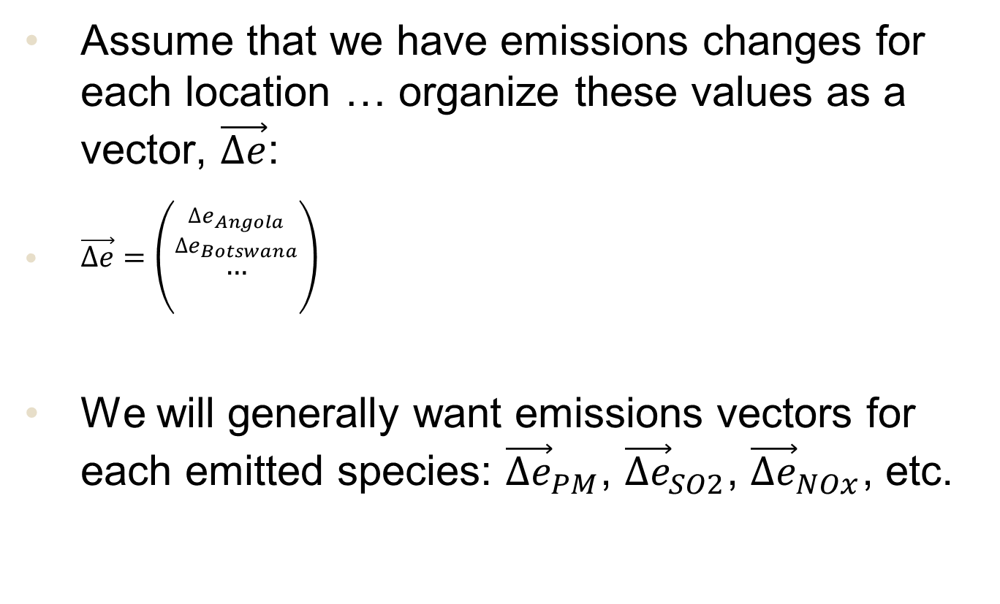 • Assume that we have emissions changes for
each location … organize these values as a
vector, $\overrightarrow{\Delta e}$:
• $\overrightarrow{\Delta e} = \begin{pmatrix} \Delta e_{Angola} \\ \Delta e_{Botswana} \\ \cdots \end{pmatrix}$
• We will generally want emissions vectors for
each emitted species: $\overrightarrow{\Delta e}_{PM}$, $\overrightarrow{\Delta e}_{SO2}$, $\overrightarrow{\Delta e}_{NOx}$, etc.